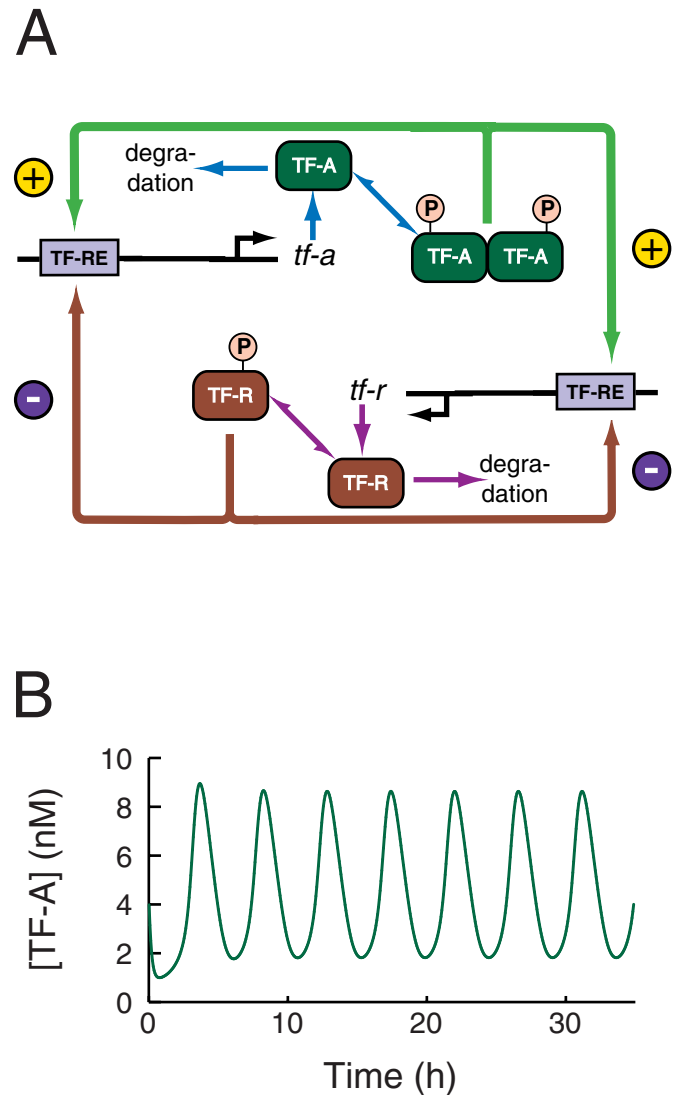 A
degra-
dation
TF-A
P
P
+
TF-RE
tf-a
TF-A
TF-A
+
P
TF-R
tf-r
TF-RE
-
TF-R
degra-
dation
-
B
[TF-A] (nM)
10
8
6
4
2
0
0
10
20
30
Time (h)